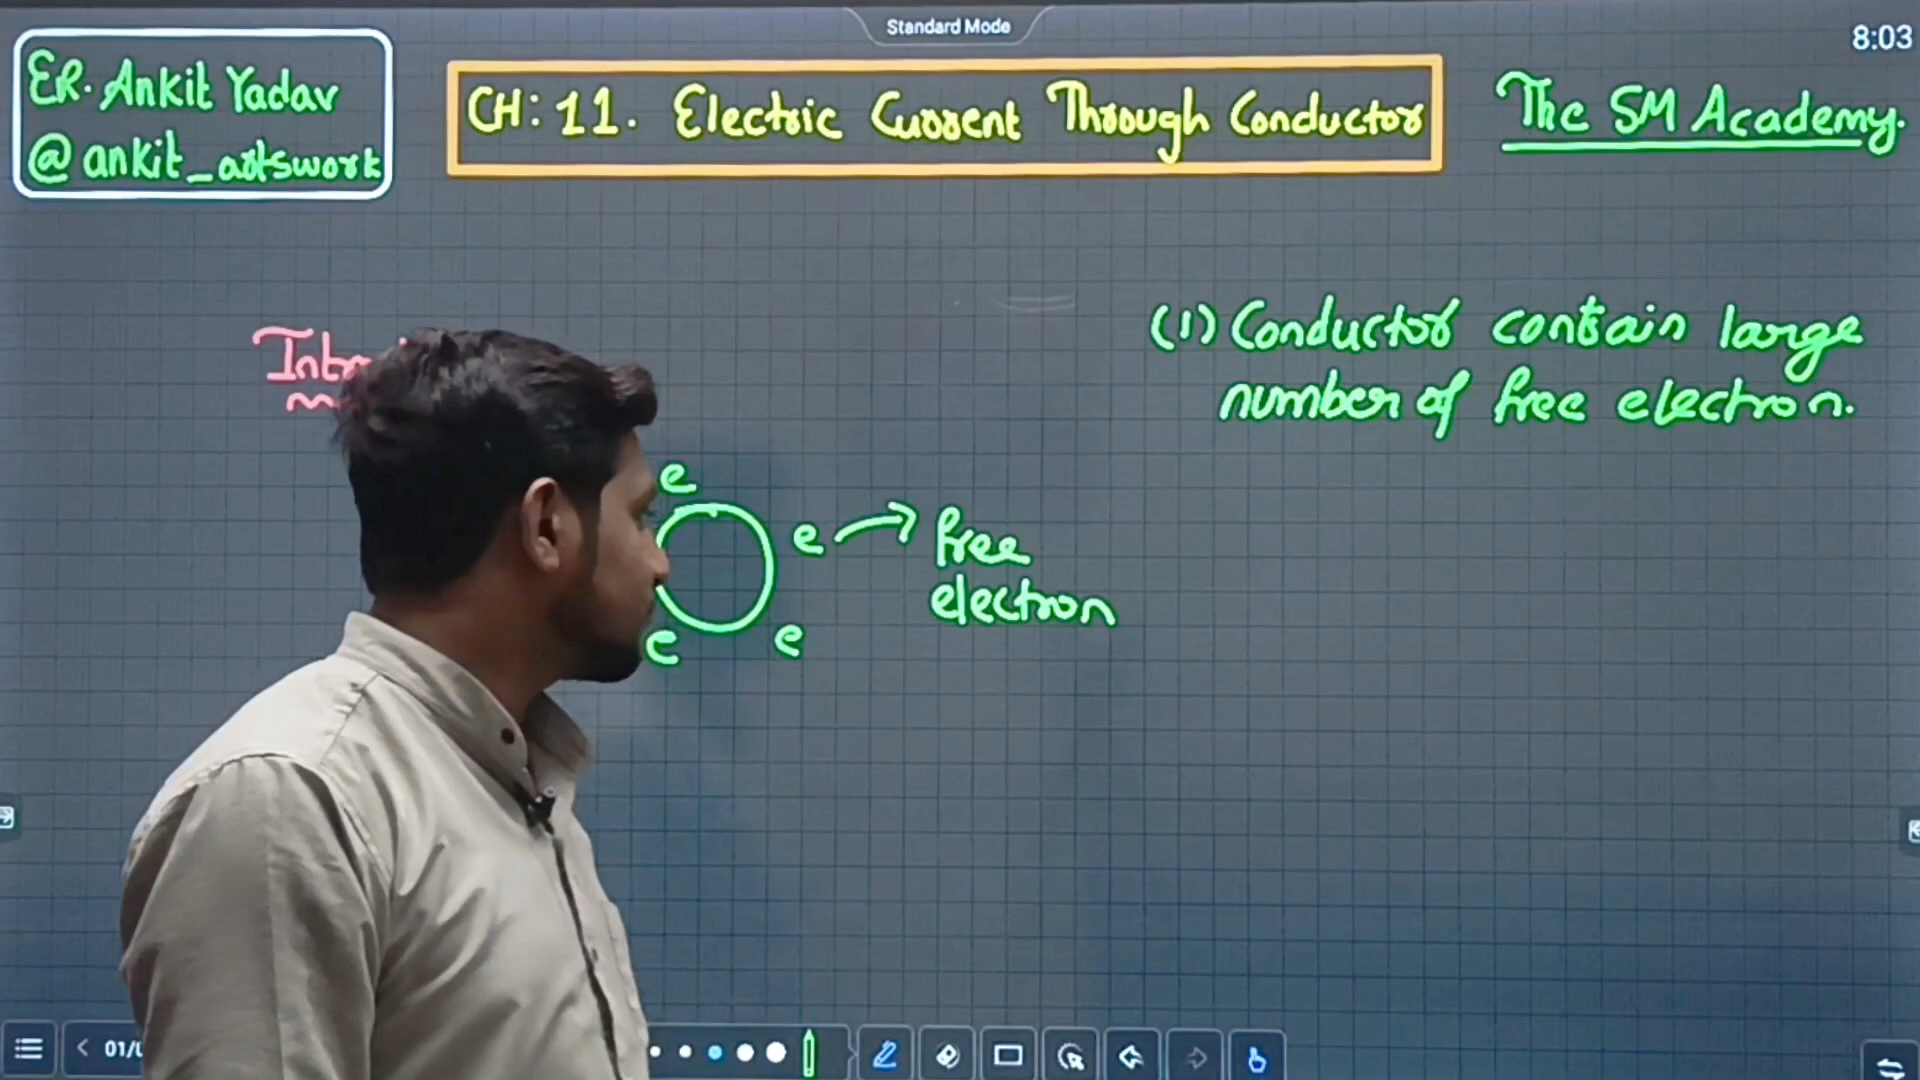 Standard Mode
8:03
ER. Ankit Yadav
@ankit_artswork
CH: 11. Electric Current Through Conductor
The SM Academy.
(1) Conductor contain large
number of free electron.
e
e
free
electron
e
e
01/